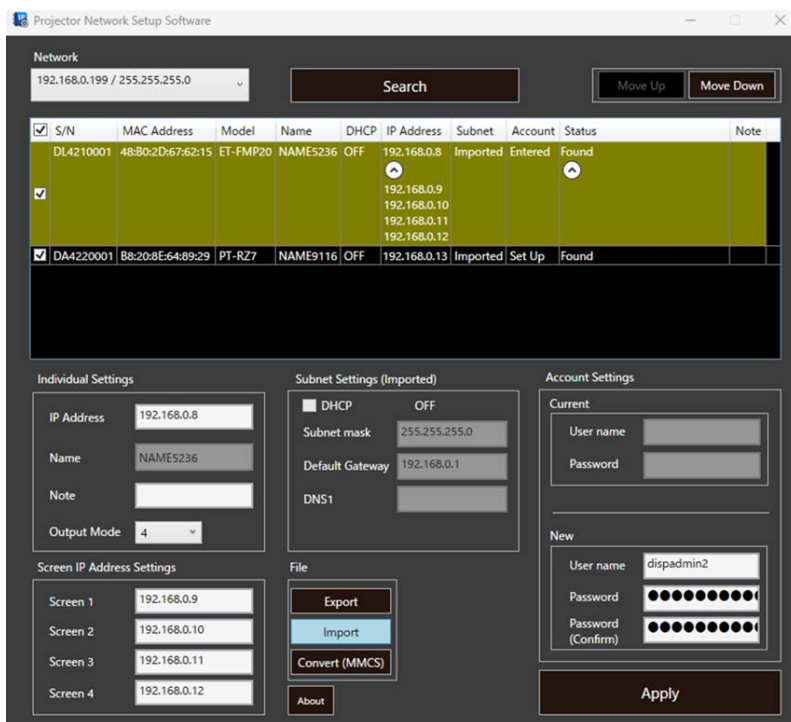 Projector Network Setup Software
Network
192.168.0.199 / 255.255.255.0
Search
Move Up
Move Down
S/N MAC Address Model Name DHCP IP Address Subnet Account Status Note
DL4210001 48:B0:2D:67:62:15 ET-FMP20 NAME5236 OFF 192.168.0.8 Imported Entered Found
192.168.0.9
192.168.0.10
192.168.0.11
192.168.0.12
DA4220001 B8:20:8E:64:89:29 PT-RZ7 NAME9116 OFF 192.168.0.13 Imported Set Up Found
Individual Settings
IP Address 192.168.0.8
Name NAME5236
Note
Output Mode 4
Screen IP Address Settings
Screen 1 192.168.0.9
Screen 2 192.168.0.10
Screen 3 192.168.0.11
Screen 4 192.168.0.12
Subnet Settings (Imported)
DHCP OFF
Subnet mask 255.255.255.0
Default Gateway 192.168.0.1
DNS1
File
Export
Import
Convert (MMCS)
About
Account Settings
Current
User name
Password
New
User name dispadmin2
Password
Password
(Confirm)
Apply